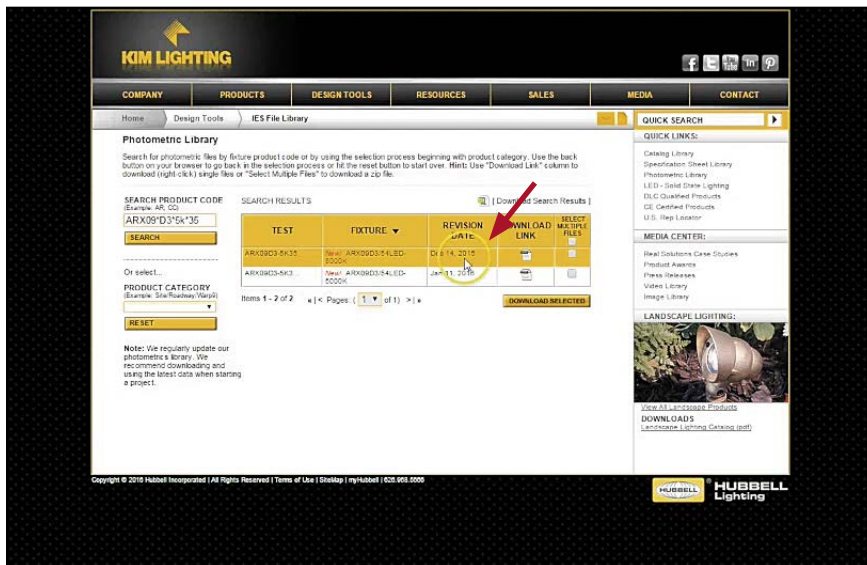 KIM LIGHTING
COMPANY PRODUCTS DESIGN TOOLS RESOURCES SALES MEDIA CONTACT
Home Design Tools IES File Library
Photometric Library
Search for photometric files by fixture product code or by using the selection process beginning with product category. Use the back
button on your browser to go back in the selection process or hit the reset button to start over. Hint: Use "Download Link" column to
download (right-click) single files or "Select Multiple Files" to download a zip file.
SEARCH PRODUCT CODE
(Example: AR, CC)
ARX09*D3*5k*35
SEARCH
Or select...
PRODUCT CATEGORY
(Example: Site/Roadway/Warp9)
RESET
Note: We regularly update our
photometrics library. We
recommend downloading and
using the latest data when starting
a project.
SEARCH RESULTS | Download Search Results |
TEST FIXTURE ▼ REVISION DATE DOWNLOAD LINK SELECT MULTIPLE FILES
ARX09D3-5K35 New! ARX09D3/54LED-
5000K 14, 2015
ARX09D3-5K3... New! ARX09D3/54LED-
5000K Jan 11, 2016
Items 1 - 2 of 2 « | < Pages: ( 1 ▼ of 1) > | »
DOWNLOAD SELECTED
QUICK SEARCH
QUICK LINKS:
Catalog Library
Specification Sheet Library
Photometric Library
LED - Solid State Lighting
DLC Qualified Products
CE Certified Products
U.S. Rep Locator
MEDIA CENTER:
Real Solutions Case Studies
Product Awards
Press Releases
Video Library
Image Library
LANDSCAPE LIGHTING:
View All Landscape Products
DOWNLOADS
Landscape Lighting Catalog (pdf)
Copyright © 2016 Hubbell Incorporated | All Rights Reserved | Terms of Use | SiteMap | myHubbell | 626.968.5666
HUBBELL
HUBBELL
Lighting